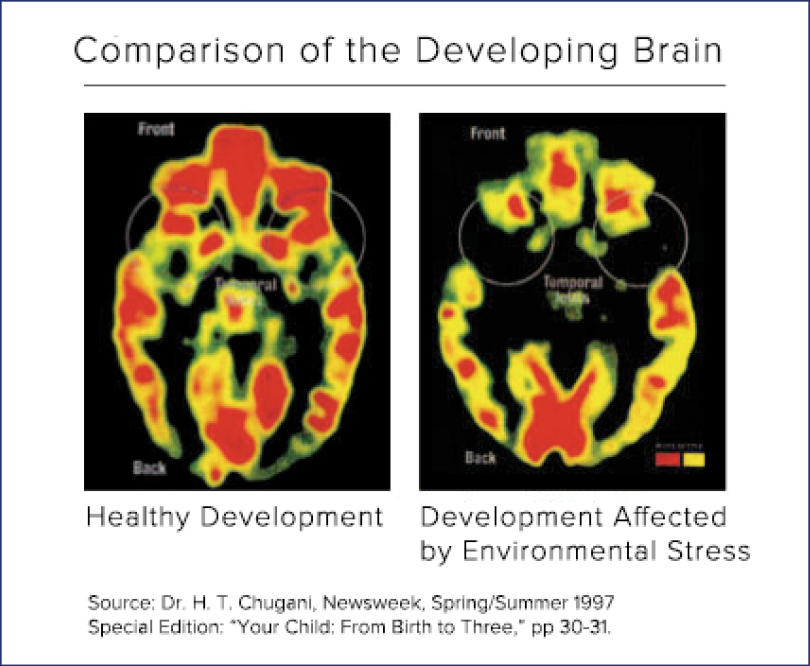 Comparison of the Developing Brain
Front
Temporal
Back
Front
Temporal
Back
Healthy Development
Development Affected
by Environmental Stress
Source: Dr. H. T. Chugani, Newsweek, Spring/Summer 1997
Special Edition: “Your Child: From Birth to Three,” pp 30-31.